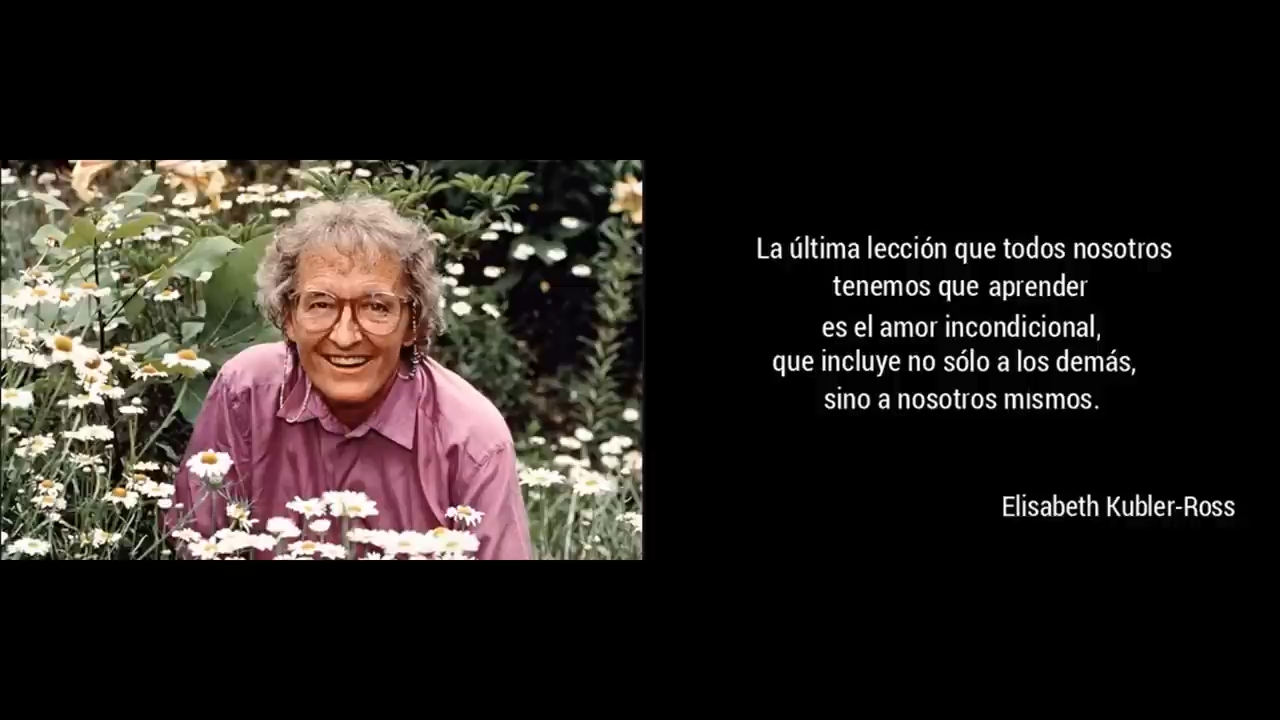 La última lección que todos nosotros
tenemos que aprender
es el amor incondicional,
que incluye no sólo a los demás,
sino a nosotros mismos.
Elisabeth Kubler-Ross